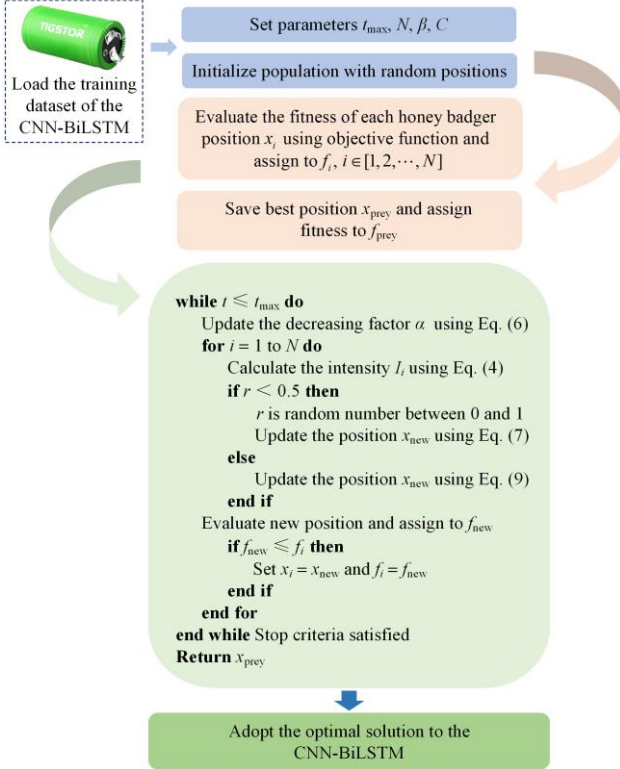 TIGSTOR
Load the training
dataset of the
CNN-BiLSTM
Set parameters tmax, N, β, C
Initialize population with random positions
Evaluate the fitness of each honey badger
position xi using objective function and
assign to fi, i∈[1,2,⋯,N]
Save best position xprey and assign
fitness to fprey
while t ≤ tmax do
Update the decreasing factor α using Eq. (6)
for i = 1 to N do
Calculate the intensity Ii using Eq. (4)
if r < 0.5 then
r is random number between 0 and 1
Update the position xnew using Eq. (7)
else
Update the position xnew using Eq. (9)
end if
Evaluate new position and assign to fnew
if fnew ≤ fi then
Set xi = xnew and fi = fnew
end if
end for
end while Stop criteria satisfied
Return xprey
Adopt the optimal solution to the
CNN-BiLSTM